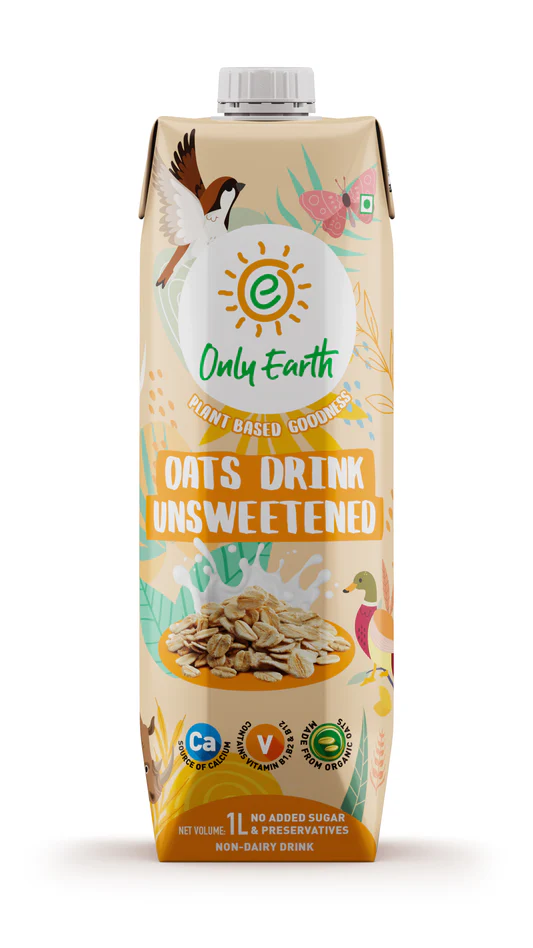 e
Only Earth
PLANT BASED GOODNESS
OATS DRINK
UNSWEETENED
Ca
SOURCE OF CALCIUM
V
CONTAINS VITAMIN B1,B2 & B12
MADE FROM ORGANIC OATS
NET VOLUME: 1L NO ADDED SUGAR
& PRESERVATIVES
NON-DAIRY DRINK